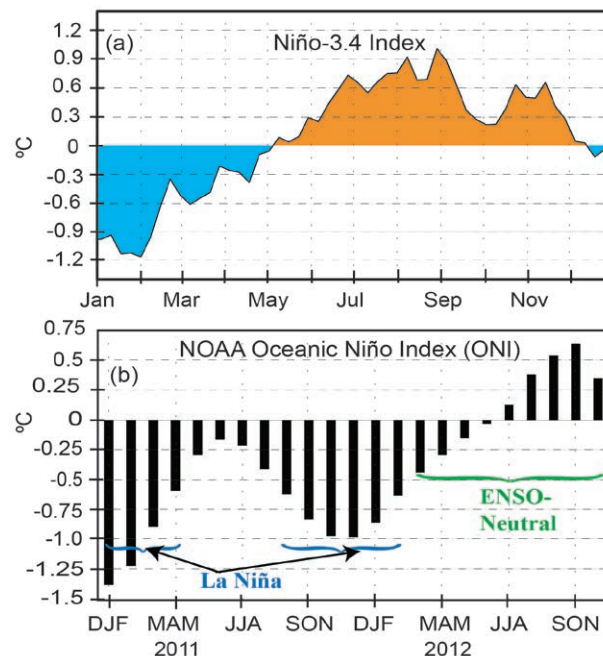 (a)
Niño-3.4 Index
ºC
1.2
0.9
0.6
0.3
0
-0.3
-0.6
-0.9
-1.2
Jan Mar May Jul Sep Nov
NOAA Oceanic Niño Index (ONI)
(b)
ºC
0.75
0.5
0.25
0
-0.25
-0.5
-0.75
-1.0
-1.25
-1.5
ENSO-
Neutral
La Niña
DJF MAM JJA SON DJF MAM JJA SON
2011 2012